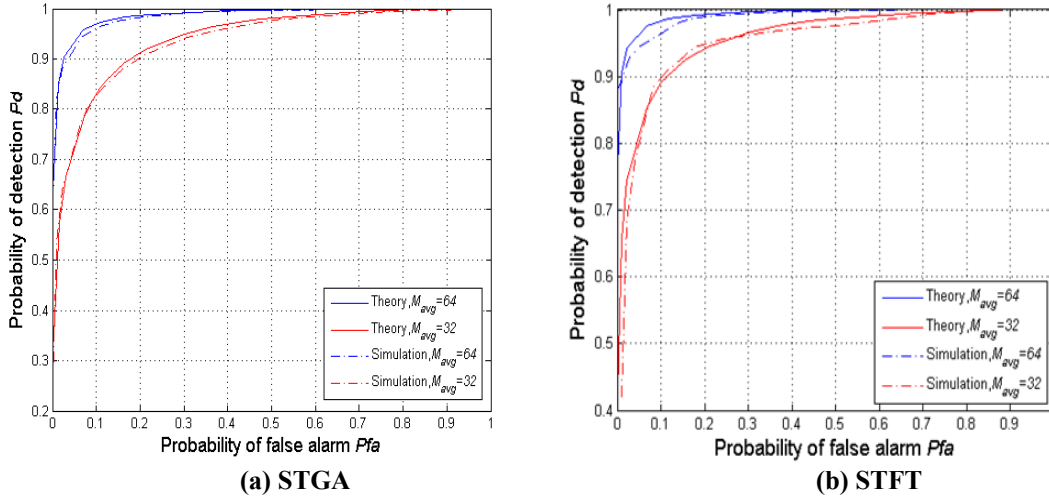 1
0.9
0.8
0.7
0.6
0.5
0.4
0.3
0.2
0 0.1 0.2 0.3 0.4 0.5 0.6 0.7 0.8 0.9 1
Probability of detection Pd
Probability of false alarm Pfa
Theory,Mavg=64
Theory,Mavg=32
Simulation,Mavg=64
Simulation,Mavg=32
(a) STGA
1
0.9
0.8
0.7
0.6
0.5
0.4
0 0.1 0.2 0.3 0.4 0.5 0.6 0.7 0.8 0.9
Probability of detection Pd
Probability of false alarm Pfa
Theory,Mavg=64
Theory,Mavg=32
Simulation,Mavg=64
Simulation,Mavg=32
(b) STFT